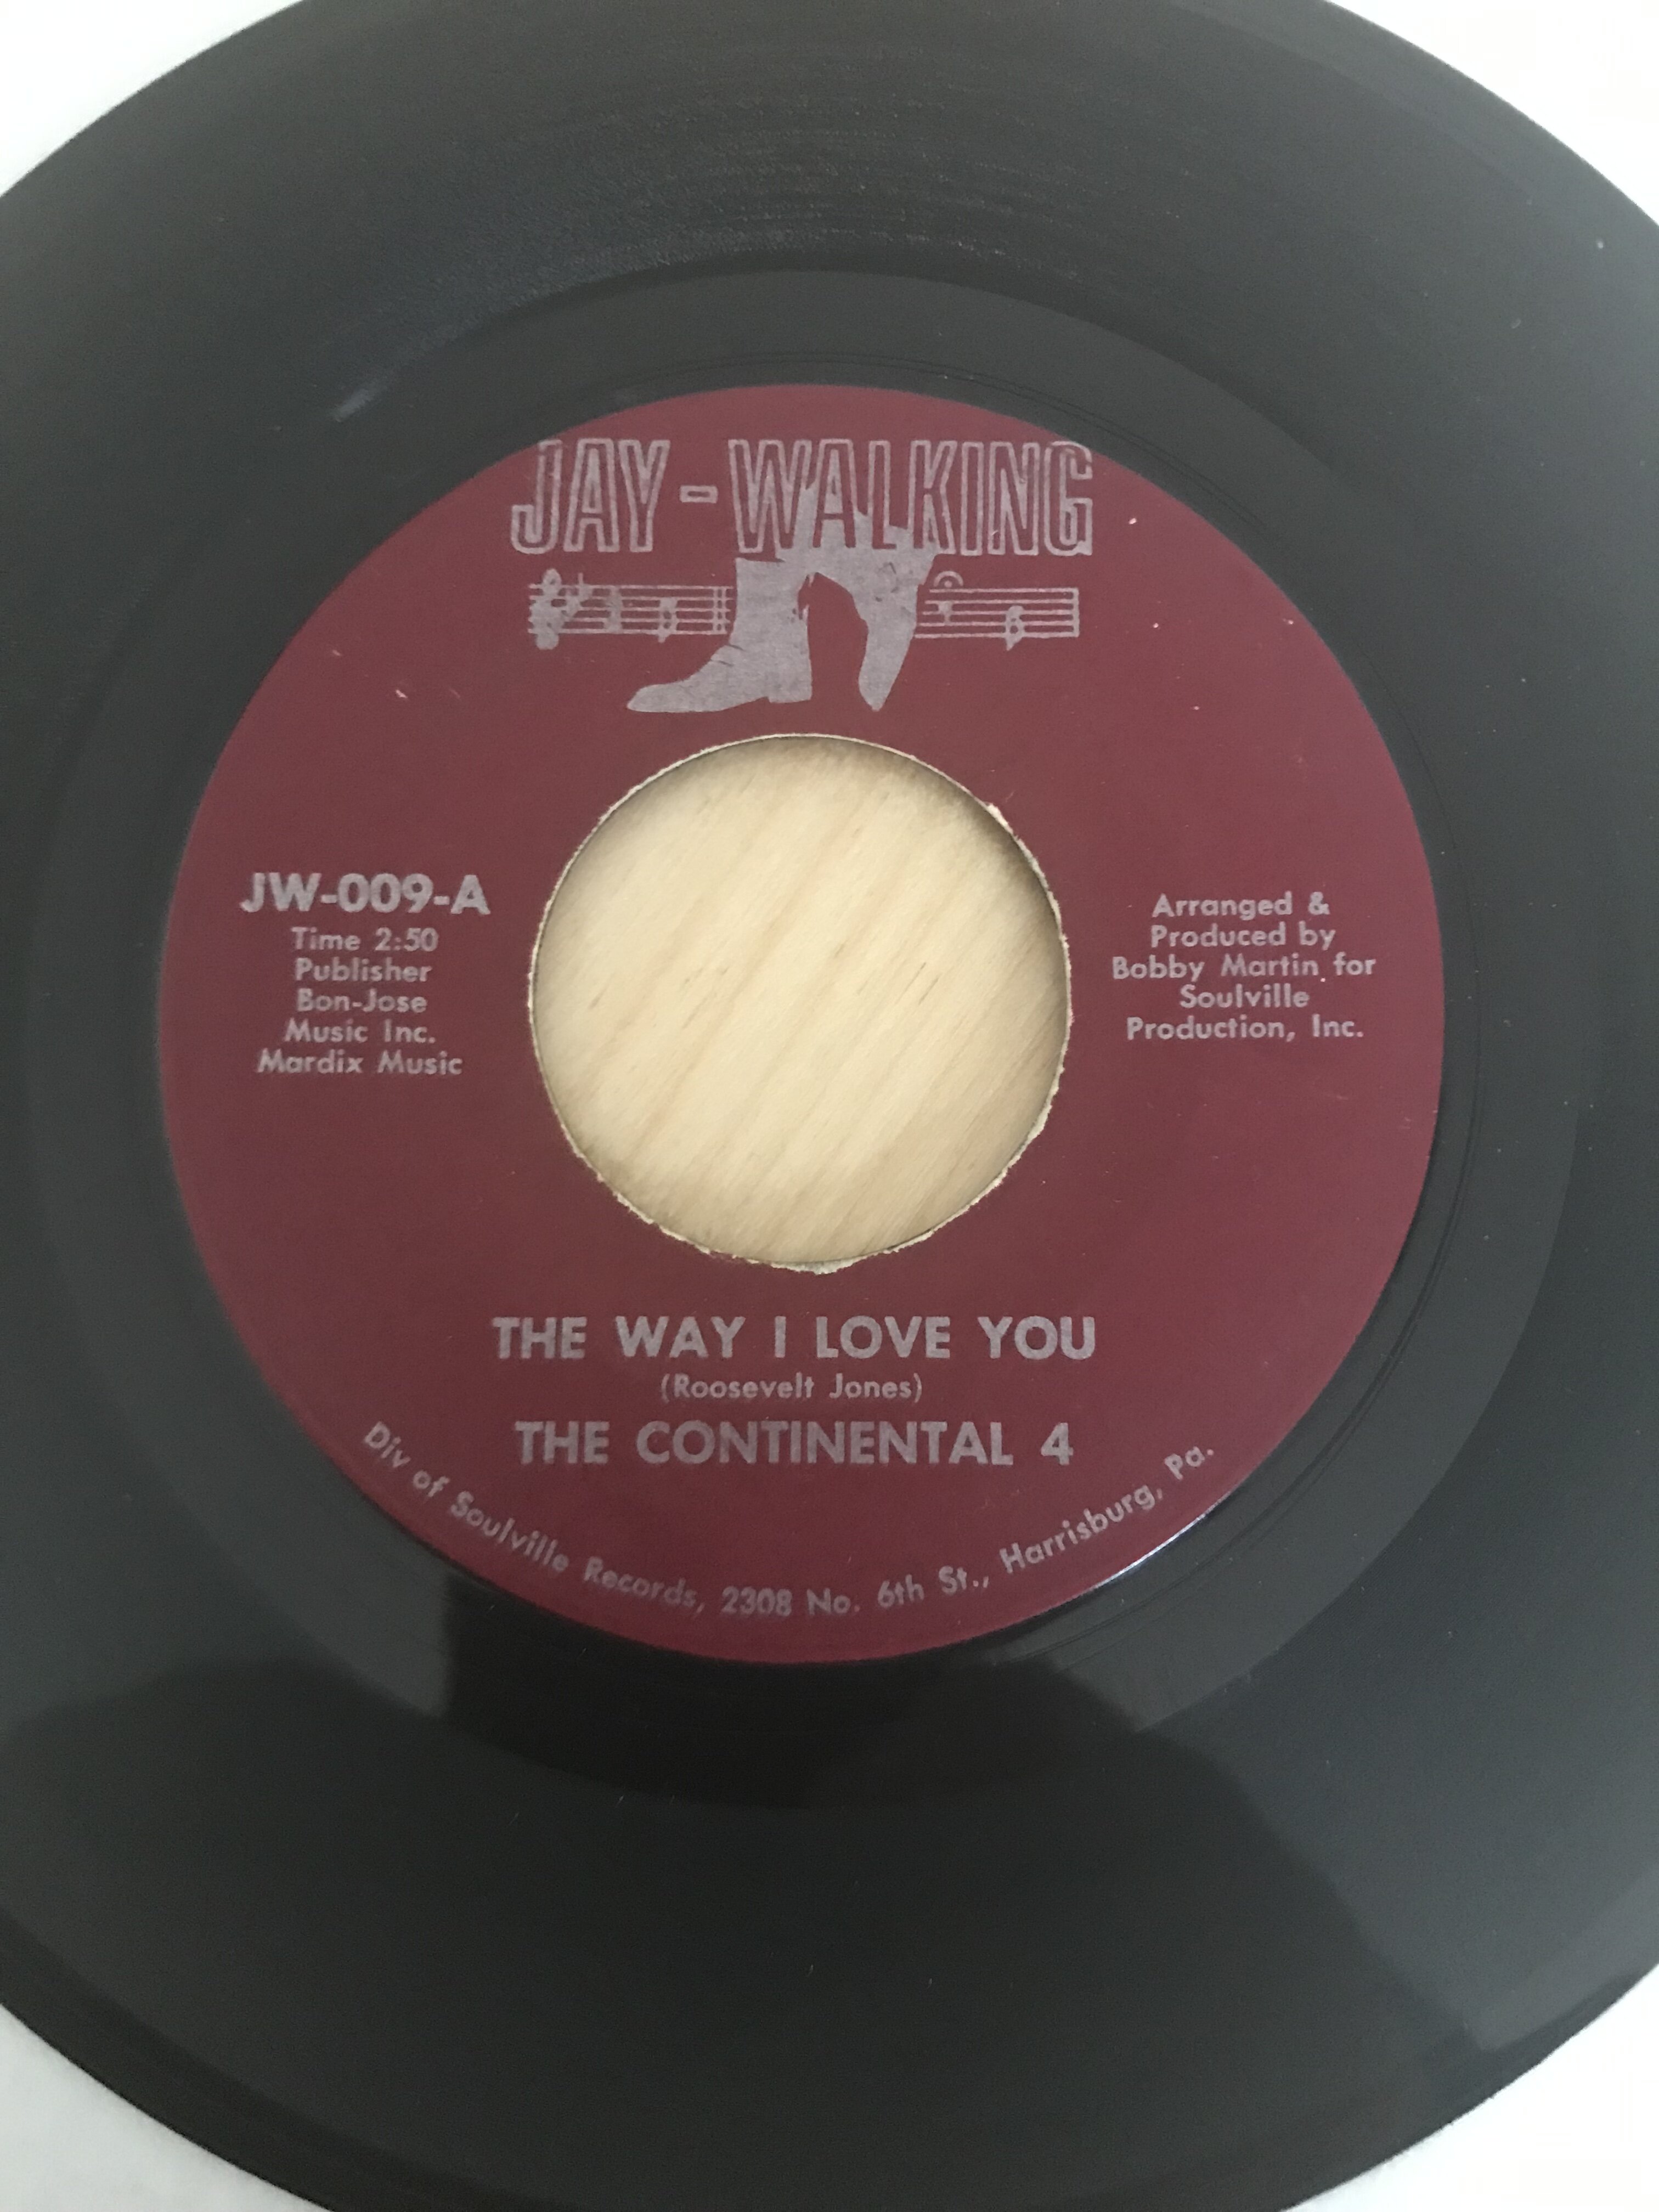 JAY-WALKING
JW-009-A
Time 2:50
Publisher
Bon-Jose
Music Inc.
Mardix Music
Arranged &
Produced by
Bobby Martin for
Soulville
Production, Inc.
THE WAY I LOVE YOU
(Roosevelt Jones)
THE CONTINENTAL 4
Div of Soulville Records, 2308 No. 6th St., Harrisburg, Pa.